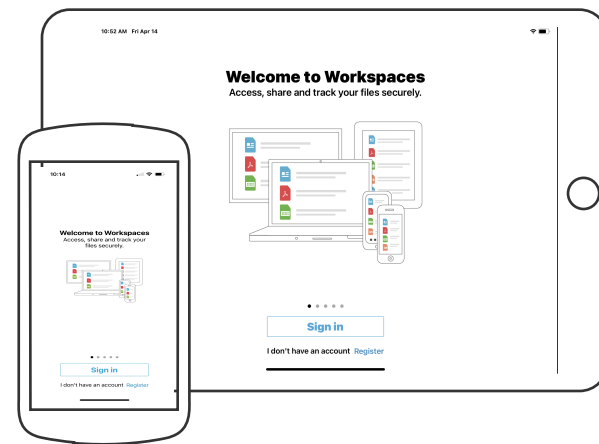 10:52 AM Fri Apr 14
Welcome to Workspaces
Access, share and track your files securely.
Sign in
I don't have an account Register
10:14
Welcome to Workspaces
Access, share and track your
files securely.
Sign in
I don't have an account Register